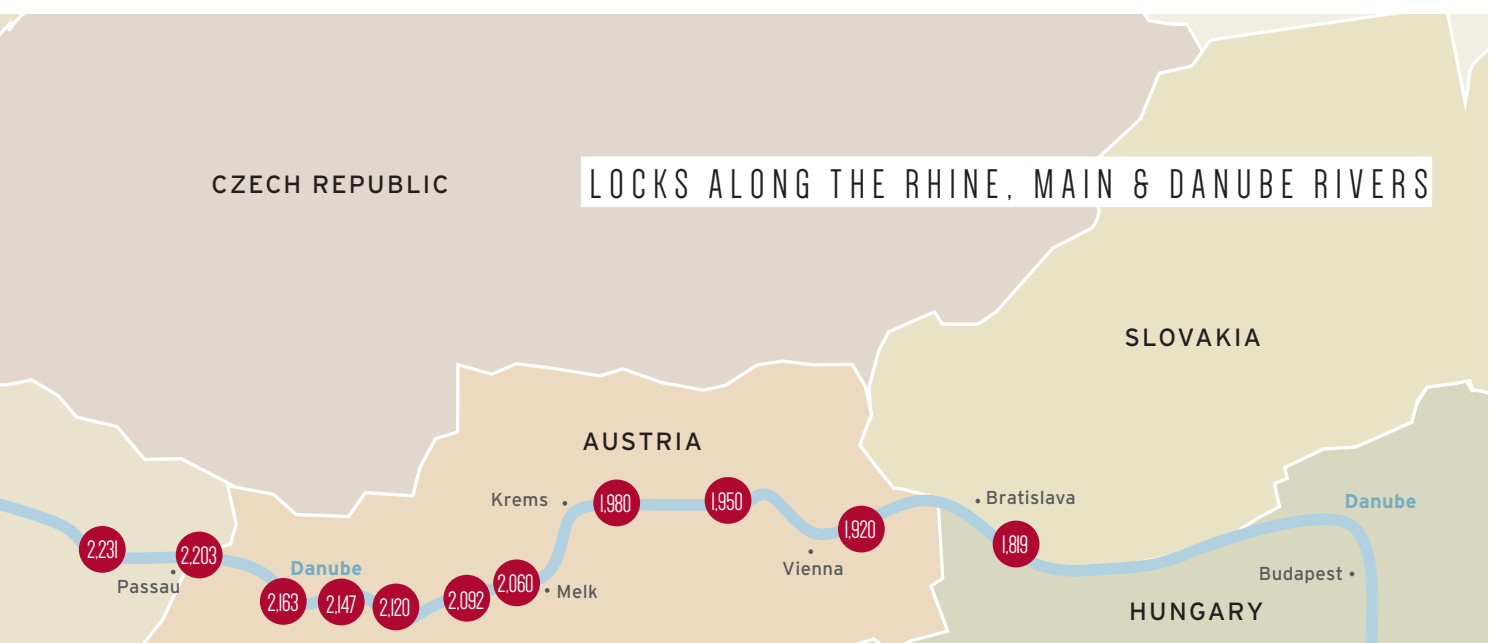 LOCKS ALONG THE RHINE, MAIN & DANUBE RIVERS
CZECH REPUBLIC
SLOVAKIA
AUSTRIA
Krems
1,980
1,950
Bratislava
Danube
1,920
1,819
2,231
2,203
Passau
Danube
Vienna
Budapest
2,163
2,147
2,120
2,092
2,060
Melk
HUNGARY